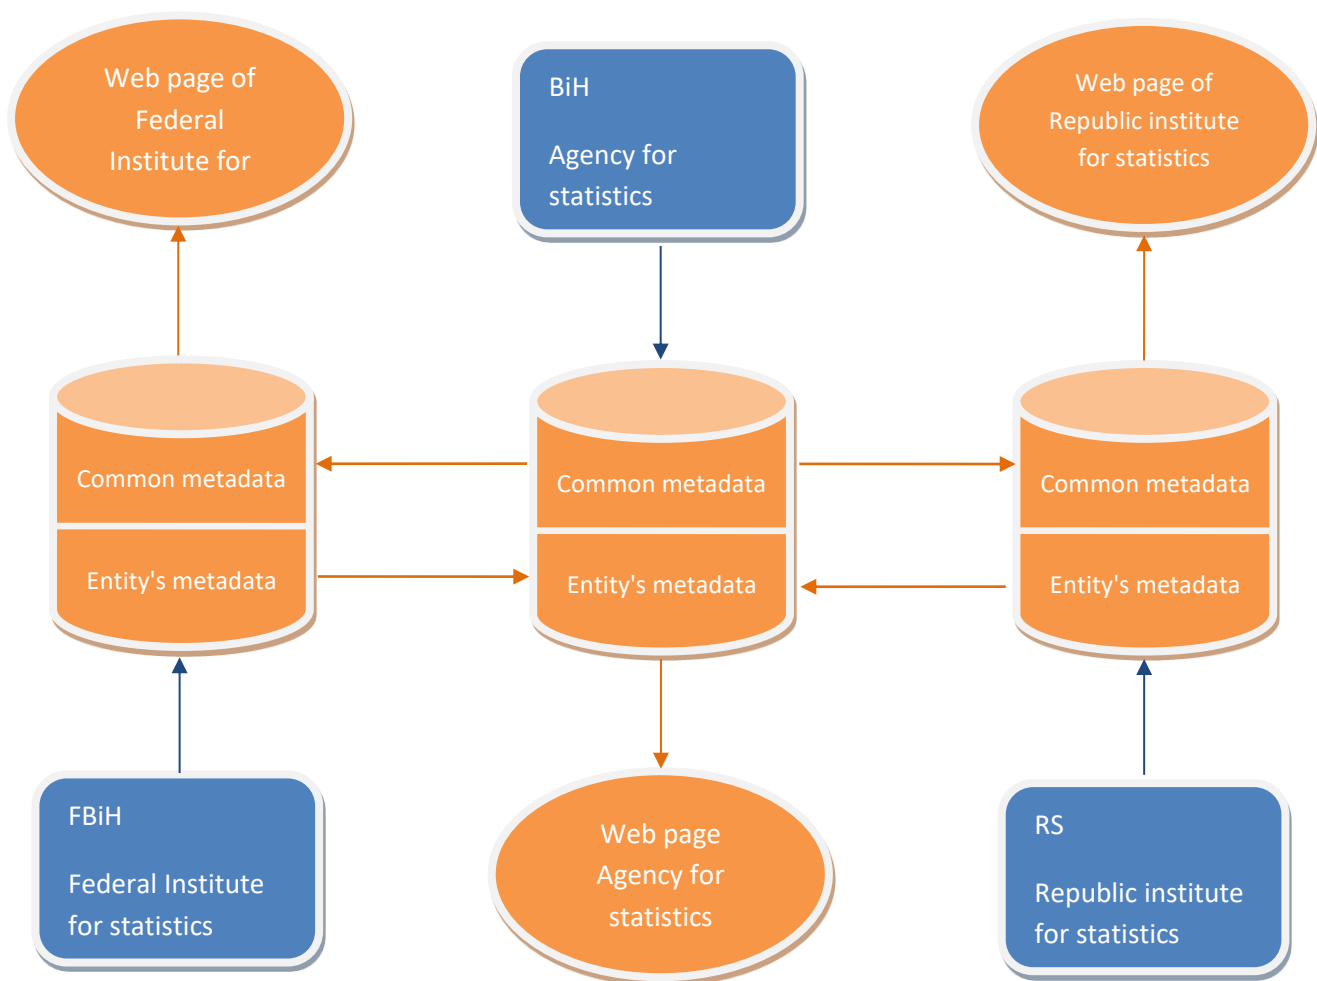 Web page of
Federal
Institute for
BiH
Agency for
statistics
Web page of
Republic institute
for statistics
Common metadata
Entity's metadata
Common metadata
Entity's metadata
Common metadata
Entity's metadata
FBiH
Federal Institute
for statistics
Web page
Agency for
statistics
RS
Republic institute
for statistics